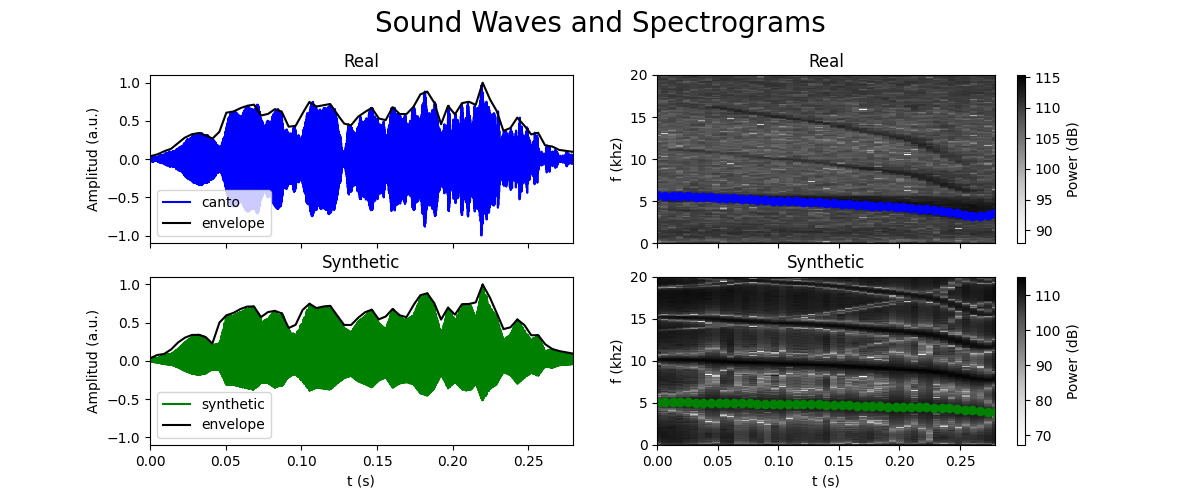 Sound Waves and Spectrograms
Real
Amplitud (a.u.)
1.0
0.5
0.0
−0.5
−1.0
canto
envelope
Real
f (khz)
20
15
10
5
0
115
110
105
100
95
90
Power (dB)
Synthetic
Amplitud (a.u.)
1.0
0.5
0.0
−0.5
−1.0
synthetic
envelope
0.00 0.05 0.10 0.15 0.20 0.25
t (s)
Synthetic
f (khz)
20
15
10
5
0
0.00 0.05 0.10 0.15 0.20 0.25
t (s)
110
100
90
80
70
Power (dB)